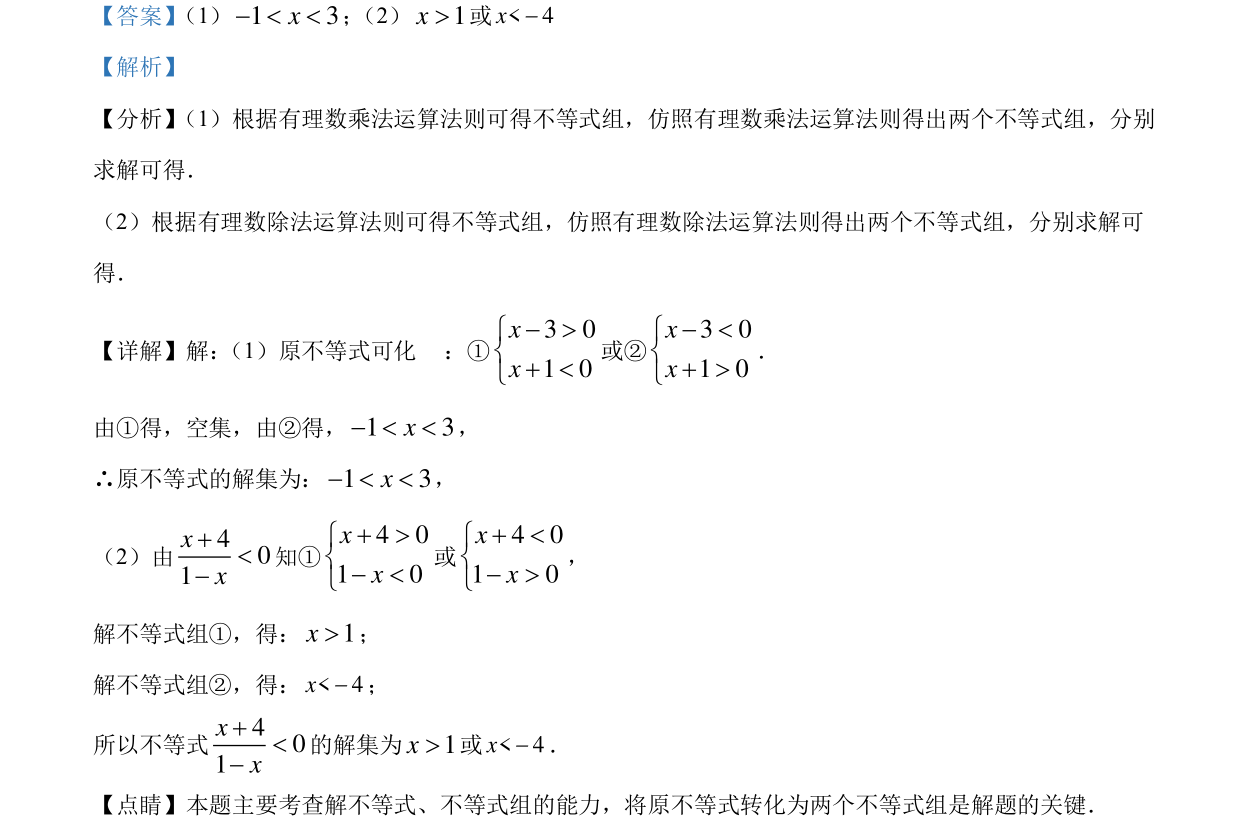 【答案】（1）−1 < x < 3；（2）x > 1或x< − 4
【解析】
【分析】（1）根据有理数乘法运算法则可得不等式组，仿照有理数乘法运算法则得出两个不等式组，分别
求解可得．
（2）根据有理数除法运算法则可得不等式组，仿照有理数除法运算法则得出两个不等式组，分别求解可
得．
【详解】解：（1）原不等式可化 ：①{x − 3 > 0 x + 1 < 0 或②{x − 3 < 0 x + 1 > 0．
由①得，空集，由②得，−1 < x < 3，
∴原不等式的解集为：−1 < x < 3，
（2）由 (x + 4)/(1 − x) < 0 知①{x + 4 > 0 1 − x < 0 或{x + 4 < 0 1 − x > 0，
解不等式组①，得：x > 1；
解不等式组②，得：x< − 4；
所以不等式 (x + 4)/(1 − x) < 0 的解集为x > 1或x< − 4．
【点睛】本题主要考查解不等式、不等式组的能力，将原不等式转化为两个不等式组是解题的关键．